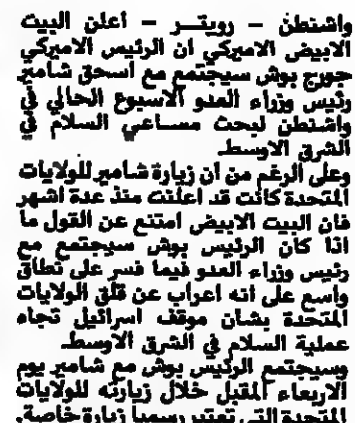 واشنطن – رويتـر – اعلن البيت
الابيض الاميركي ان الرئيس الاميركي
جورج بوش سيجتمع مع اسحق شامير
رئيس وزراء العدو الاسبوع الحالي في
واشنطن لبحث مساعي السلام في
الشرق الاوسط.
وعلى الرغم من ان زيارة شامير للولايات
المتحدة كانت قد اعلنت منذ عدة اشهر
فان البيت الابيض امتنع عن القول ما
اذا كان الرئيس بوش سيجتمع مع
رئيس وزراء العدو فيما فسر على نطاق
واسع على انه اعراب عن قلق الولايات
المتحدة بشان موقف اسرائيل تجاه
عملية السلام في الشرق الاوسط.
وسيجتمع الرئيس بوش مع شامير يوم
الاربعاء المقبل خلال زيارته للولايات
المتحدة التي تعتبر رسميا زيارة خاصة.